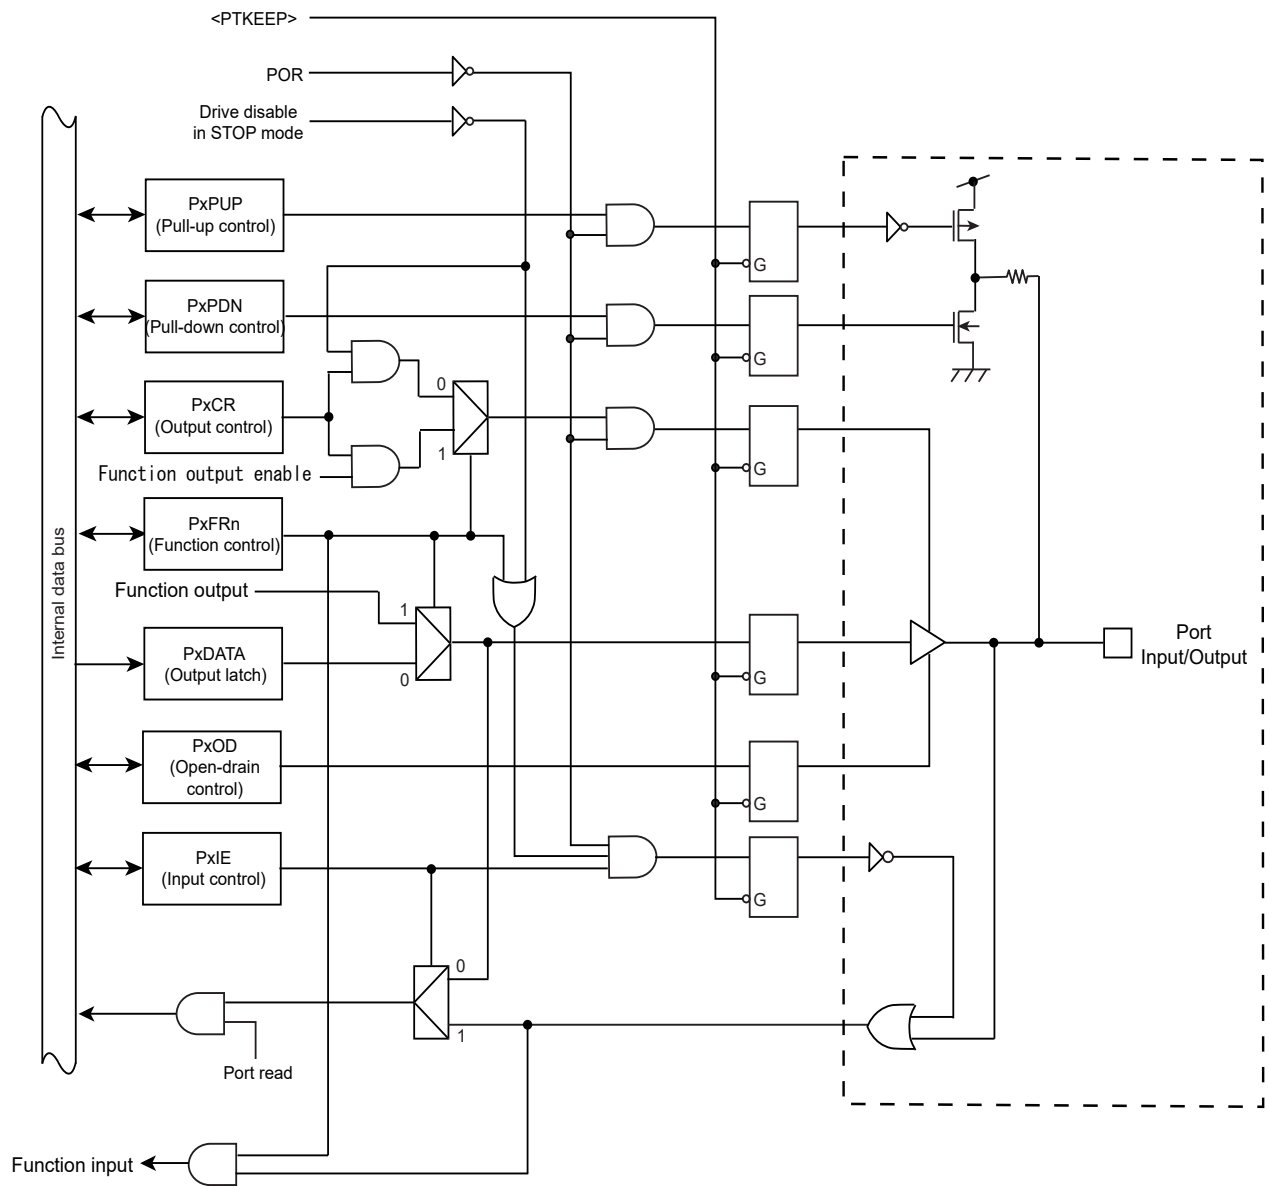 <PTKEEP>
POR
Drive disable
in STOP mode
PxPUP
(Pull-up control)
G
PxPDN
(Pull-down control)
G
PxCR
(Output control)
0
1
G
Function output enable
PxFRn
(Function control)
Internal data bus
Function output
1
0
PxDATA
(Output latch)
G
Port
Input/Output
PxOD
(Open-drain
control)
G
PxIE
(Input control)
G
0
1
Port read
Function input